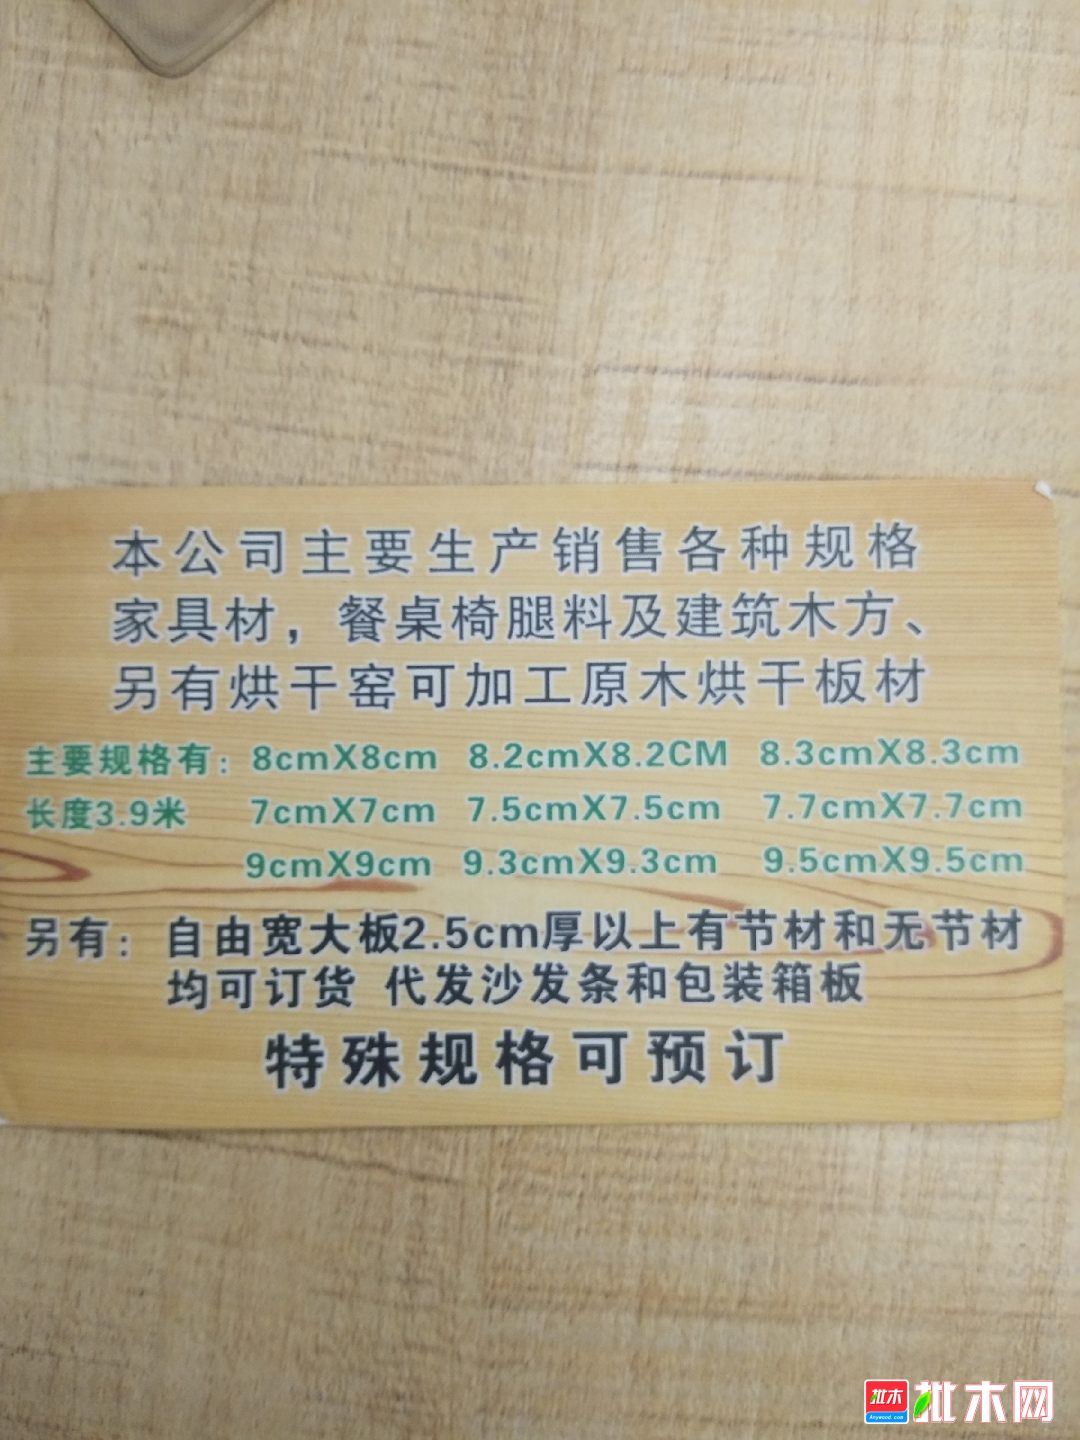 本公司主要生产销售各种规格
家具材，餐桌椅腿料及建筑木方、
另有烘干窑可加工原木烘干板材
主要规格有：8cmX8cm 8.2cmX8.2CM 8.3cmX8.3cm
长度3.9米 7cmX7cm 7.5cmX7.5cm 7.7cmX7.7cm
9cmX9cm 9.3cmX9.3cm 9.5cmX9.5cm
另有：自由宽大板2.5cm厚以上有节材和无节材
均可订货 代发沙发条和包装箱板
特殊规格可预订
批木 批木网
Anywood.com